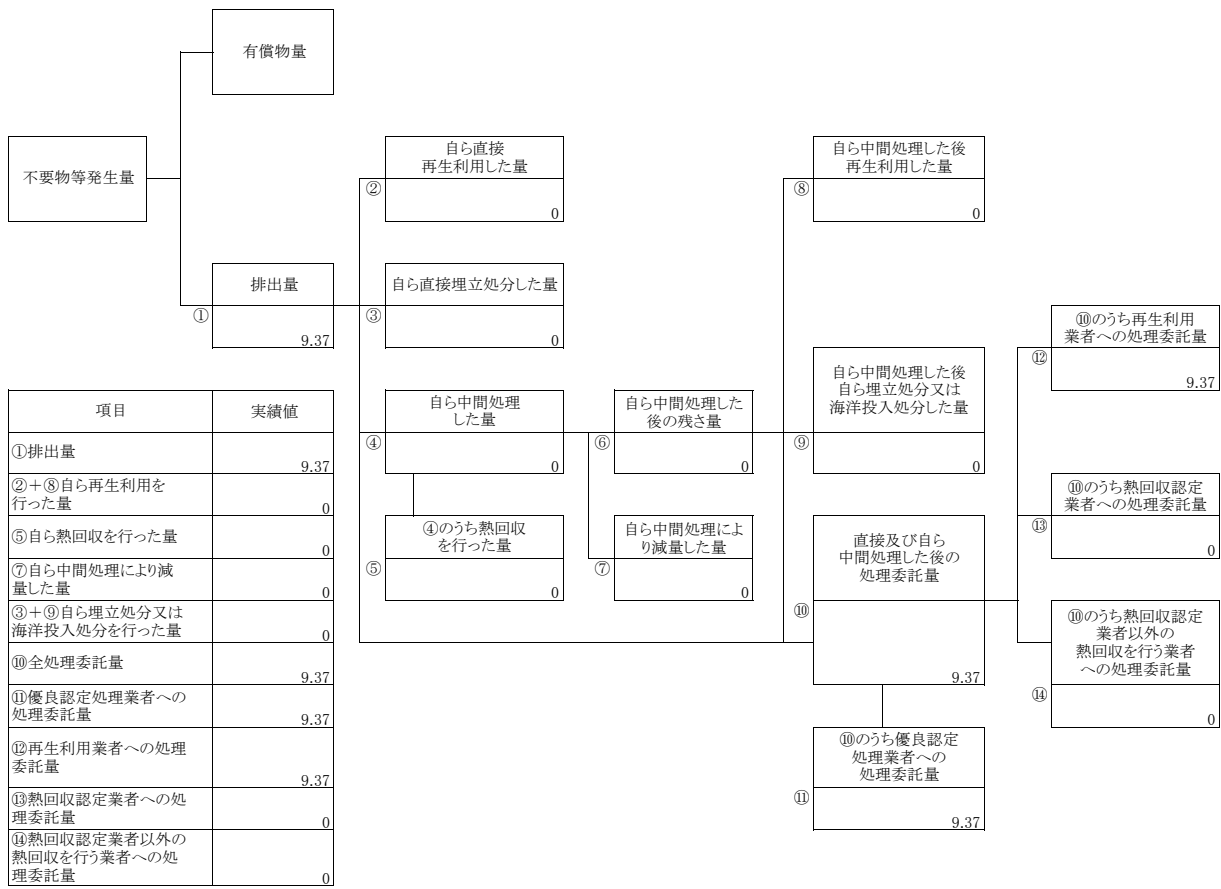 有償物量
不要物等発生量
自ら直接
再生利用した量
②
0
自ら中間処理した後
再生利用した量
⑧
0
排出量
①
9.37
自ら直接埋立処分した量
③
0
⑩のうち再生利用
業者への処理委託量
⑫
9.37
自ら中間処理
した量
④
0
自ら中間処理した
後の残さ量
⑥
0
自ら中間処理した後
自ら埋立処分又は
海洋投入処分した量
⑨
0
⑩のうち熱回収認定
業者への処理委託量
⑬
0
④のうち熱回収
を行った量
⑤
0
自ら中間処理によ
り減量した量
⑦
0
直接及び自ら
中間処理した後の
処理委託量
⑩
9.37
⑩のうち熱回収認定
業者以外の
熱回収を行う業者
への処理委託量
⑭
0
⑩のうち優良認定
処理業者への
処理委託量
⑪
9.37
項目 実績値
①排出量 9.37
②+⑧自ら再生利用を
行った量 0
⑤自ら熱回収を行った量 0
⑦自ら中間処理により減
量した量 0
③+⑨自ら埋立処分又は
海洋投入処分を行った量 0
⑩全処理委託量 9.37
⑪優良認定処理業者への
処理委託量 9.37
⑫再生利用業者への処理
委託量 9.37
⑬熱回収認定業者への処
理委託量 0
⑭熱回収認定業者以外の
熱回収を行う業者への処
理委託量 0